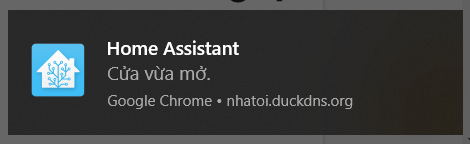 Home Assistant
Cửa vừa mở.
Google Chrome • nhatoi.duckdns.org